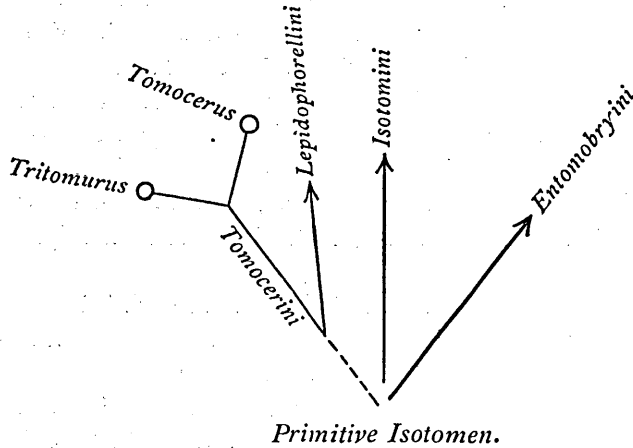 Tomocerus
Tritomurus
Tomocerini
Lepidophorellini
Isotomini
Entomobryini
Primitive Isotomen.